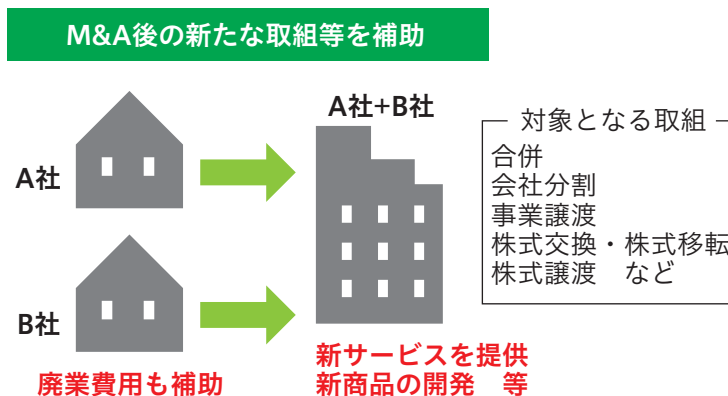 M&A後の新たな取組等を補助
A社+B社
A社
B社
廃業費用も補助
新サービスを提供
新商品の開発　等
対象となる取組
合併
会社分割
事業譲渡
株式交換・株式移転
株式譲渡　など